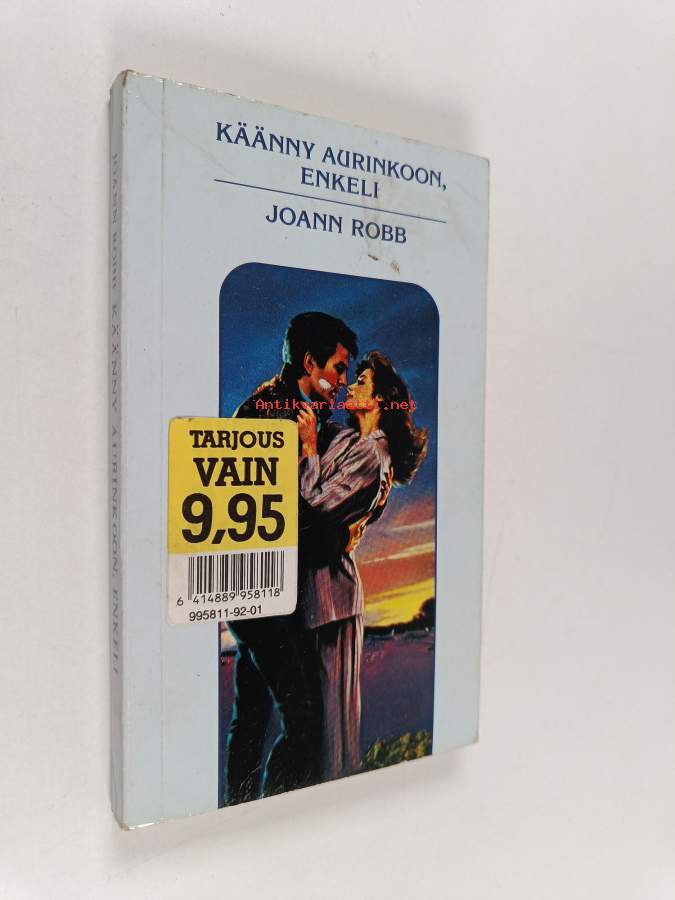 KÄÄNNY AURINKOON,
ENKELI
JOANN ROBB
Antikvariaatti.net
TARJOUS
VAIN
9,95
6 414889 958118
995811-92-01
JOANN ROBB KÄÄNNY AURINKOON, ENKELI